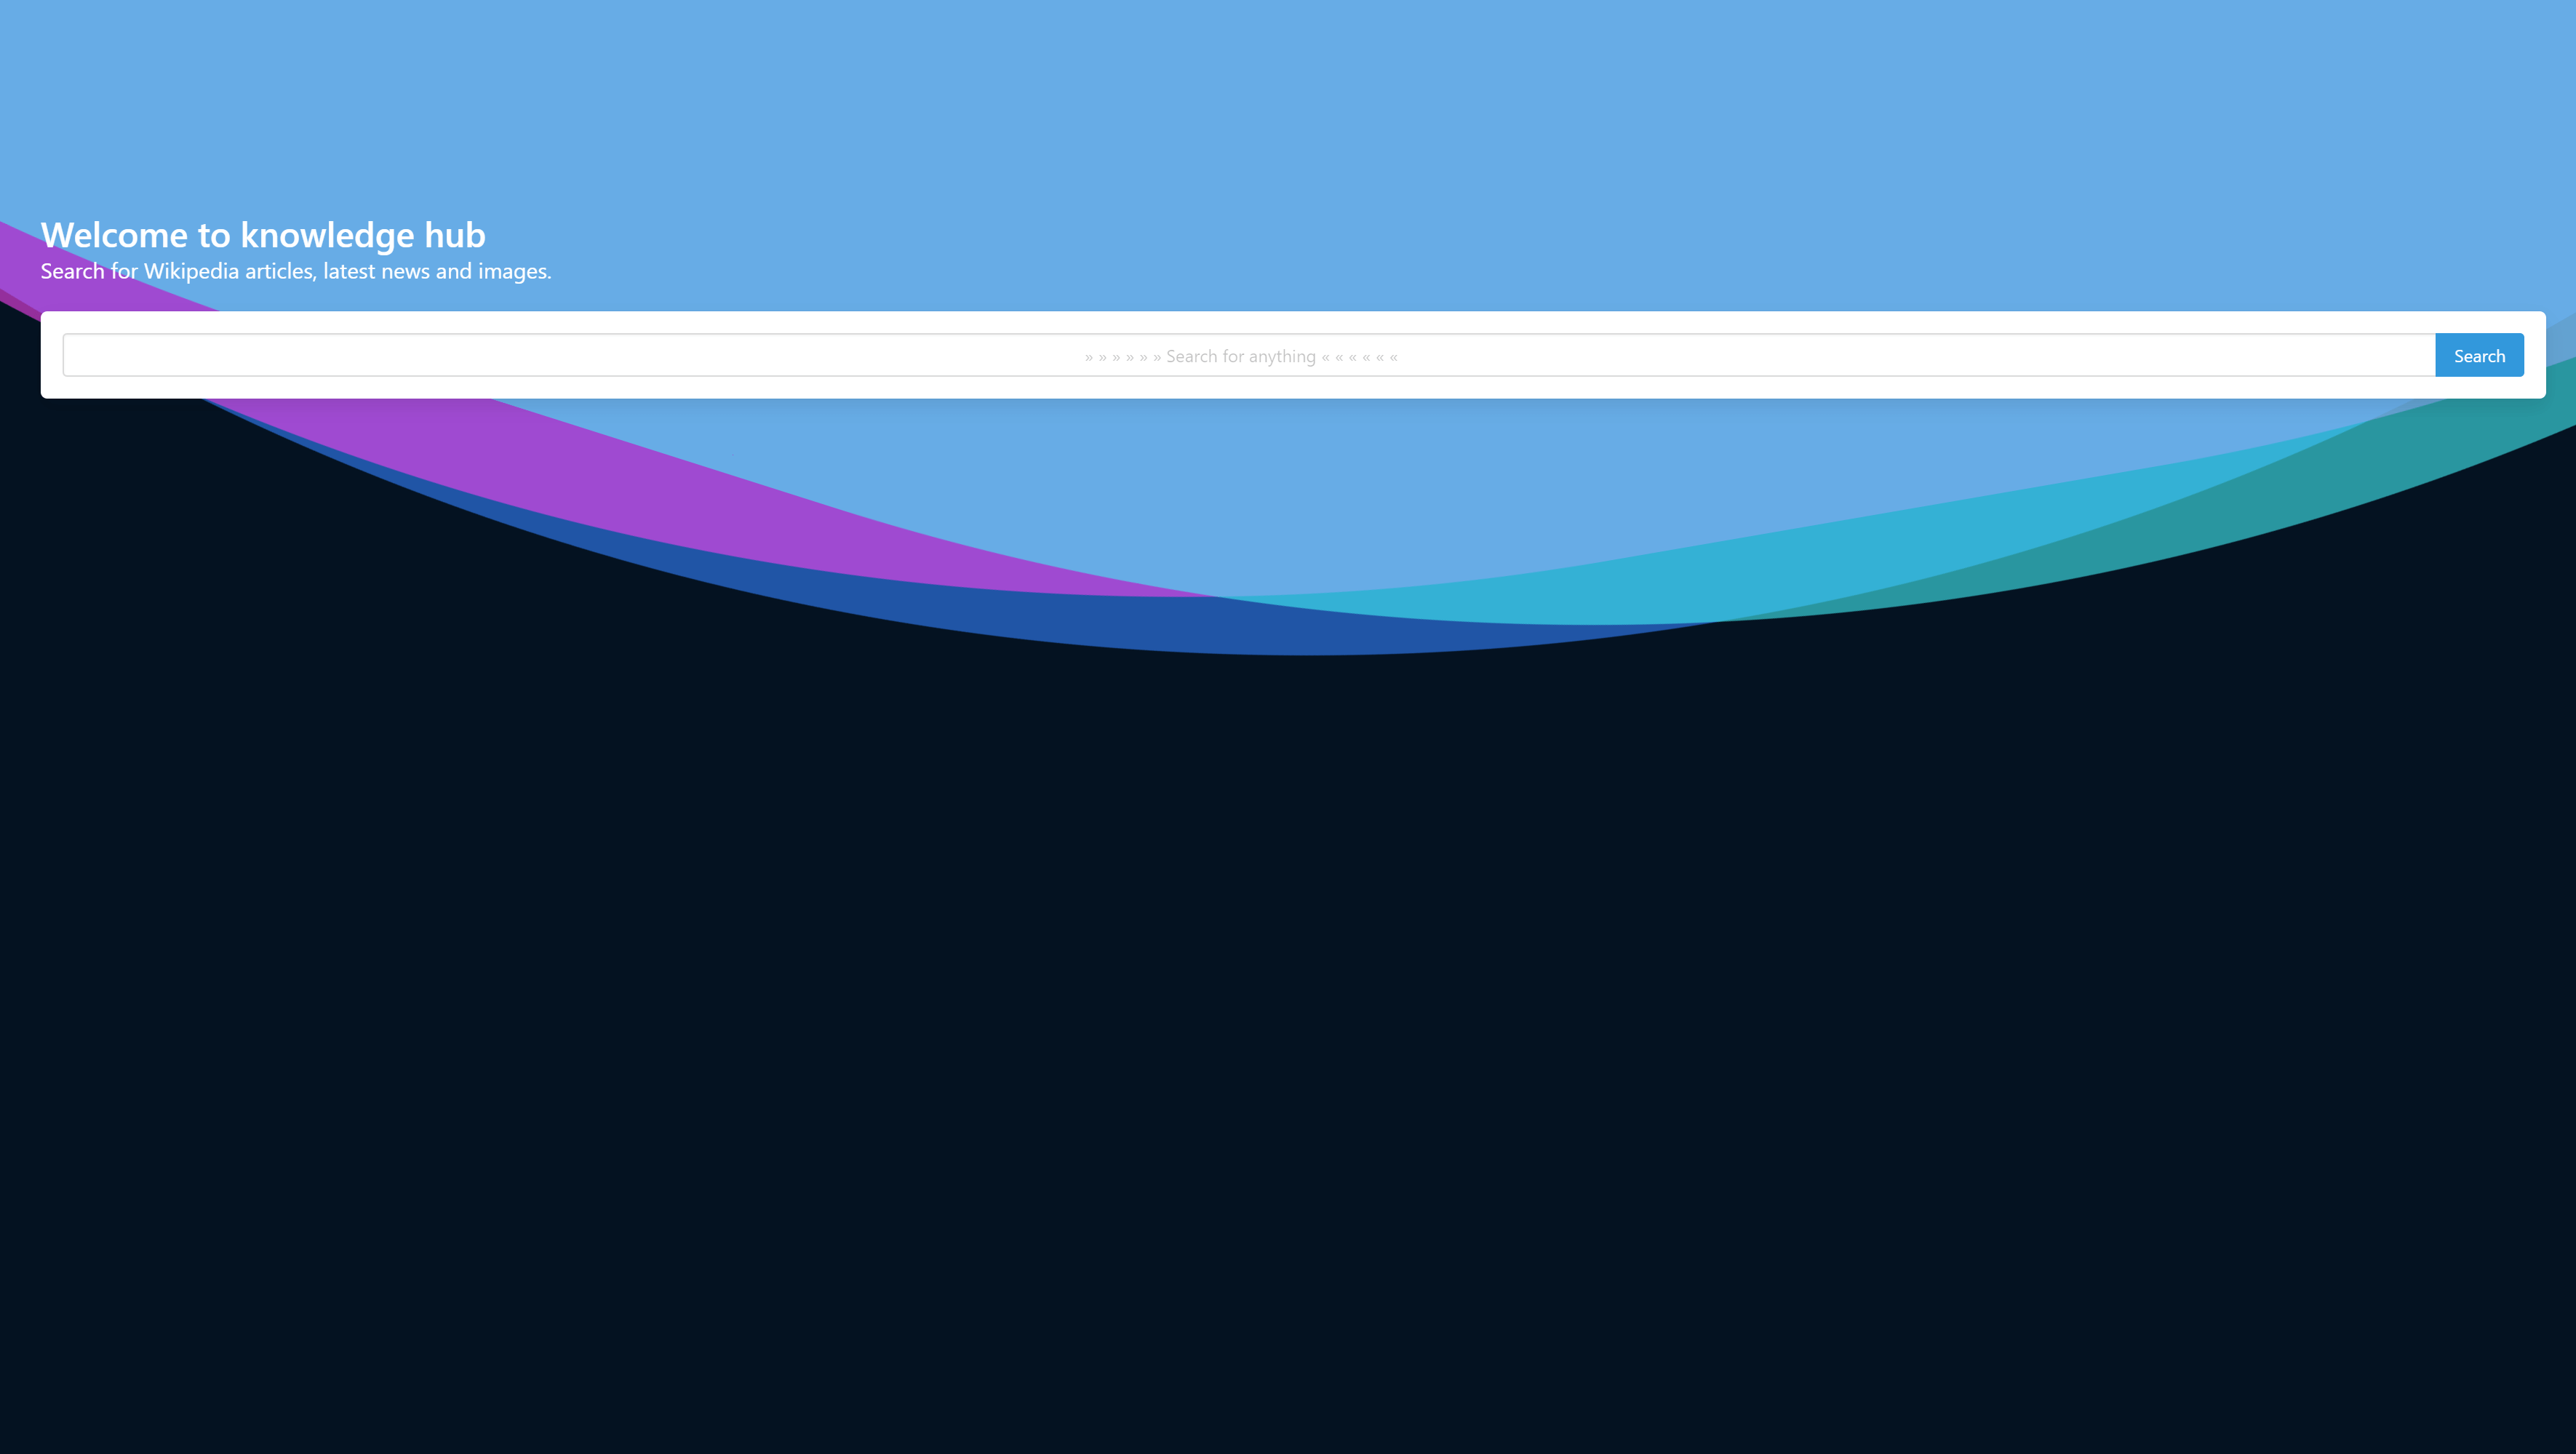 Welcome to knowledge hub
Search for Wikipedia articles, latest news and images.
» » » » » » Search for anything « « « « « «
Search